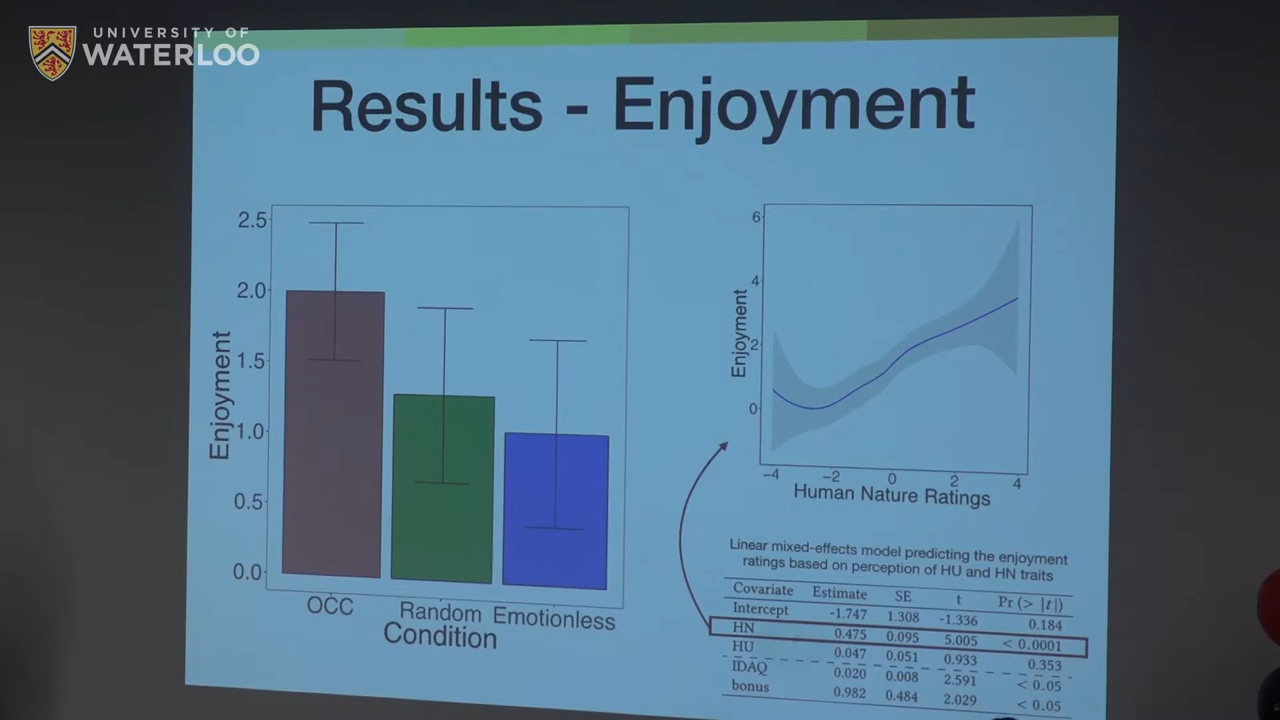 UNIVERSITY OF
WATERLOO
Results - Enjoyment
Enjoyment
2.5
2.0
1.5
1.0
0.5
0.0
OCC Random Emotionless
Condition
Enjoyment
6
4
2
0
−4 −2 0 2 4
Human Nature Ratings
Linear mixed-effects model predicting the enjoyment
ratings based on perception of HU and HN traits
Covariate Estimate SE t Pr (> |t|)
Intercept -1.747 1.308 -1.336 0.184
HN 0.475 0.095 5.005 < 0.0001
HU 0.047 0.051 0.933 0.353
IDAQ 0.020 0.008 2.591 < 0.05
bonus 0.982 0.484 2.029 < 0.05